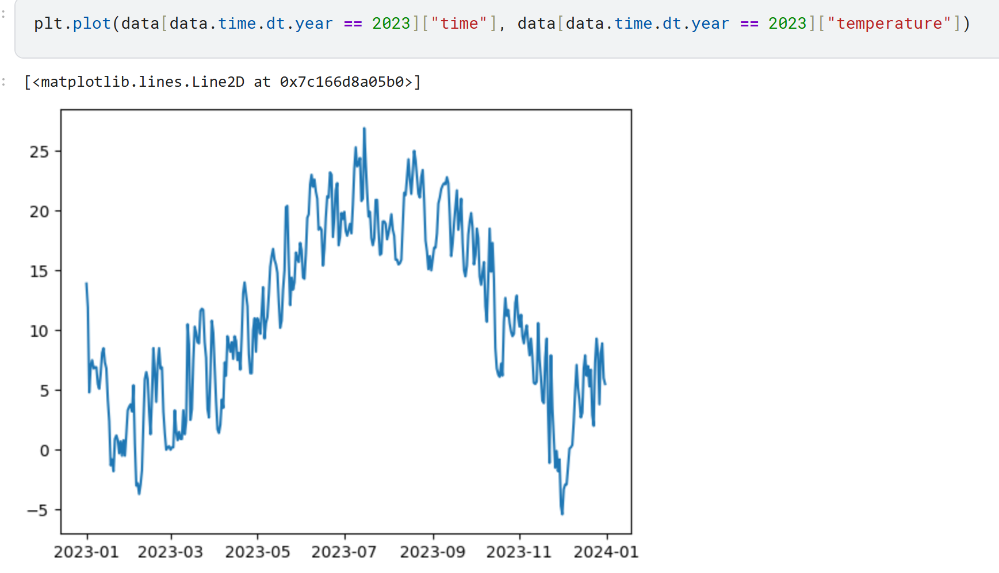 plt.plot(data[data.time.dt.year == 2023]["time"], data[data.time.dt.year == 2023]["temperature"])
[<matplotlib.lines.Line2D at 0x7c166d8a05b0>]
25
20
15
10
5
0
−5
2023-01 2023-03 2023-05 2023-07 2023-09 2023-11 2024-01